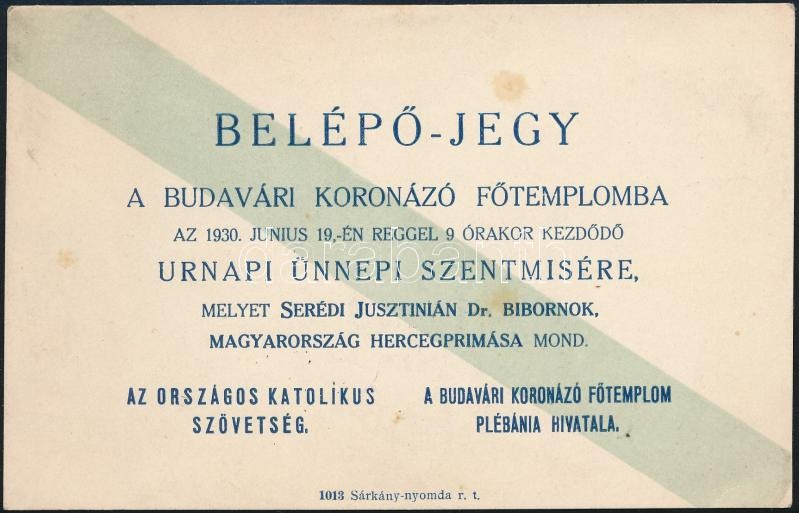 BELÉPŐ-JEGY
A BUDAVÁRI KORONÁZÓ FŐTEMPLOMBA
AZ 1930. JUNIUS 19,-ÉN REGGEL 9 ÓRAKOR KEZDŐDŐ
URNAPI ÜNNEPI SZENTMISÉRE,
MELYET SERÉDI JUSZTINIÁN Dr. BIBORNOK,
MAGYARORSZÁG HERCEGPRIMÁSA MOND.
AZ ORSZÁGOS KATOLIKUS
SZÖVETSÉG.
A BUDAVÁRI KORONÁZÓ FŐTEMPLOM
PLÉBÁNIA HIVATALA.
1013 Sárkány-nyomda r. t.
darabanth